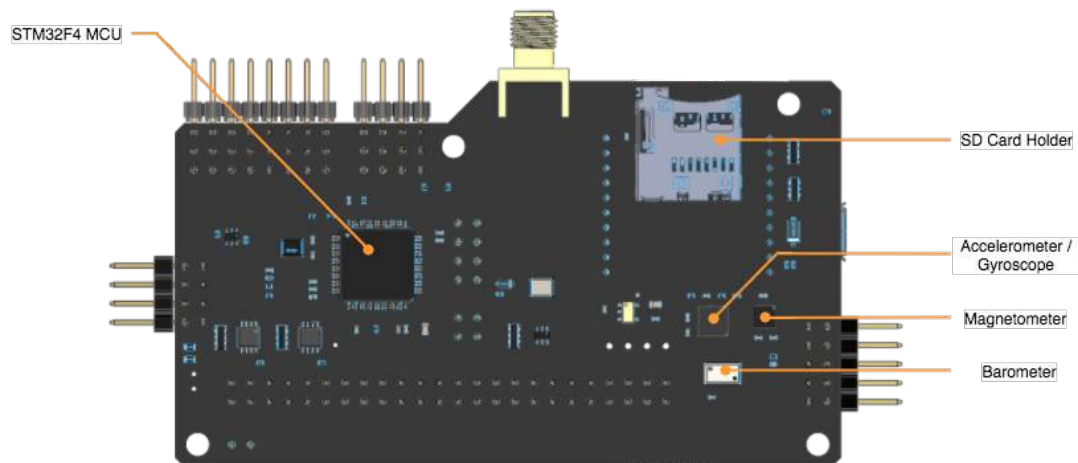 STM32F4 MCU
SD Card Holder
Accelerometer /
Gyroscope
Magnetometer
Barometer